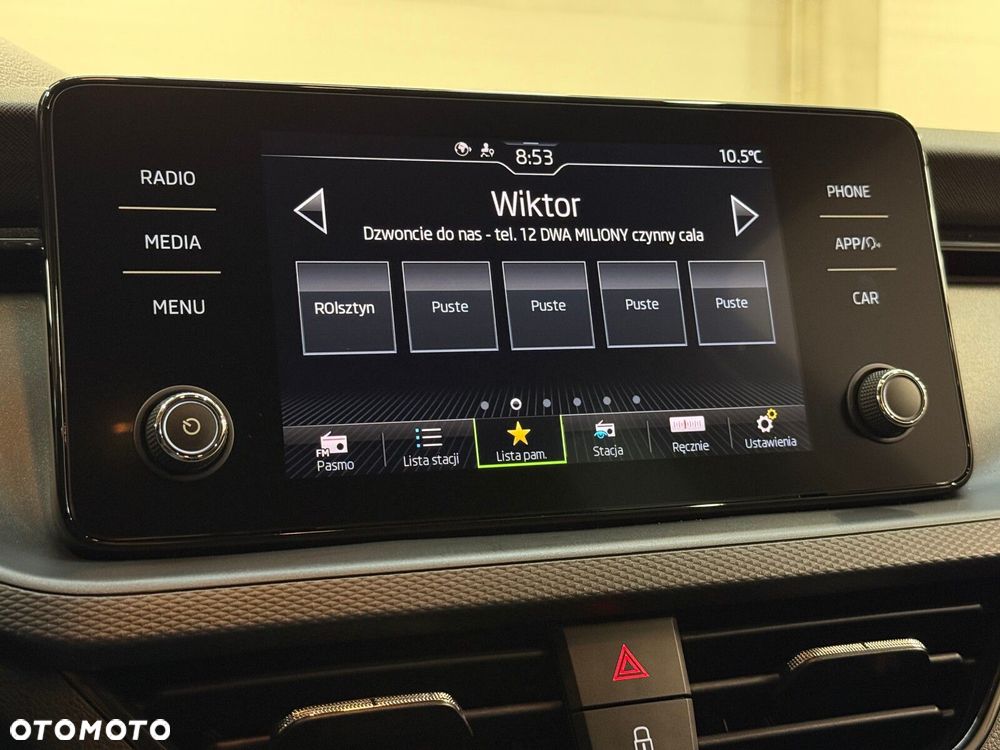 8:53
10.5°C
RADIO
MEDIA
MENU
PHONE
APP/
CAR
Wiktor
Dzwoncie do nas - tel. 12 DWA MILIONY czynny cala
ROlsztyn
Puste
Puste
Puste
Puste
FM
Pasmo
Lista stacji
Lista pam.
Stacja
Ręcznie
Ustawienia
OTOMOTO